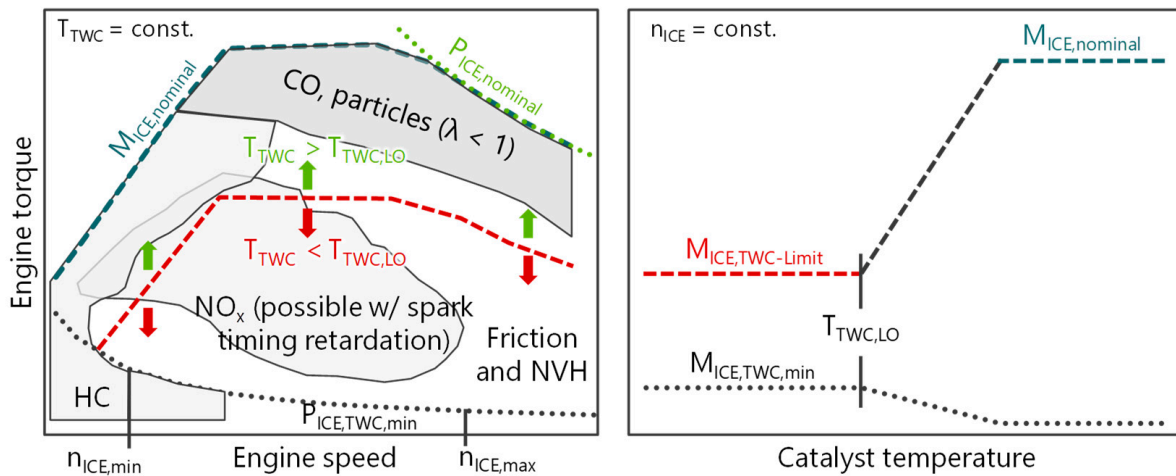 T_TWC = const.
M_ICE,nominal
P_ICE,nominal
CO, particles (λ < 1)
T_TWC > T_TWC,LO
T_TWC < T_TWC,LO
NOₓ (possible w/ spark
timing retardation)
Friction
and NVH
HC
P_ICE,TWC,min
n_ICE,min
Engine speed
n_ICE,max
Engine torque
n_ICE = const.
M_ICE,nominal
M_ICE,TWC-Limit
T_TWC,LO
M_ICE,TWC,min
Catalyst temperature